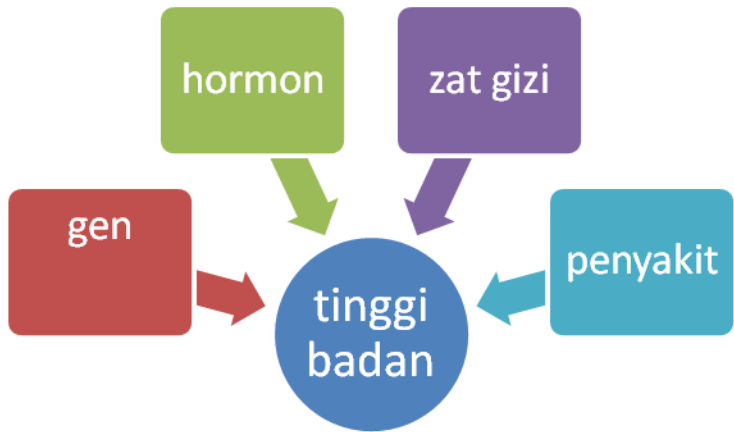 hormon
zat gizi
gen
penyakit
tinggi
badan